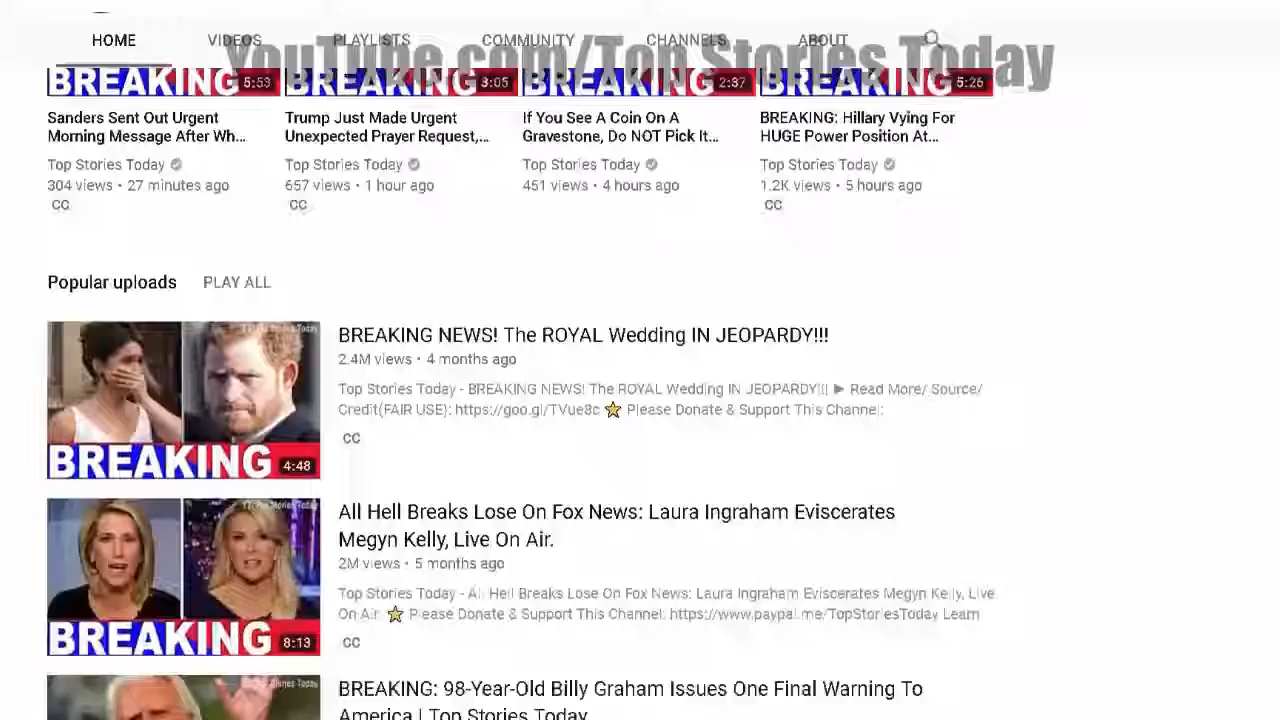 HOME VIDEOS PLAYLISTS COMMUNITY CHANNELS ABOUT
YouTube.com/Top Stories Today
BREAKING 5:53 BREAKING 3:05 BREAKING 2:37 BREAKING 5:26
Sanders Sent Out Urgent
Morning Message After Wh...
Top Stories Today
304 views • 27 minutes ago
CC
Trump Just Made Urgent
Unexpected Prayer Request,...
Top Stories Today
657 views • 1 hour ago
CC
If You See A Coin On A
Gravestone, Do NOT Pick It...
Top Stories Today
451 views • 4 hours ago
BREAKING: Hillary Vying For
HUGE Power Position At...
Top Stories Today
1.2K views • 5 hours ago
CC
Popular uploads PLAY ALL
BREAKING 4:48
BREAKING NEWS! The ROYAL Wedding IN JEOPARDY!!!
2.4M views • 4 months ago
Top Stories Today - BREAKING NEWS! The ROYAL Wedding IN JEOPARDY!!! ► Read More/ Source/
Credit(FAIR USE): https://goo.gl/TVue8c ⭐ Please Donate & Support This Channel:
CC
BREAKING 8:13
All Hell Breaks Lose On Fox News: Laura Ingraham Eviscerates
Megyn Kelly, Live On Air.
2M views • 5 months ago
Top Stories Today - All Hell Breaks Lose On Fox News: Laura Ingraham Eviscerates Megyn Kelly, Live
On Air. ⭐ Please Donate & Support This Channel: https://www.paypal.me/TopStoriesToday Learn
CC
BREAKING: 98-Year-Old Billy Graham Issues One Final Warning To
America | Top Stories Today